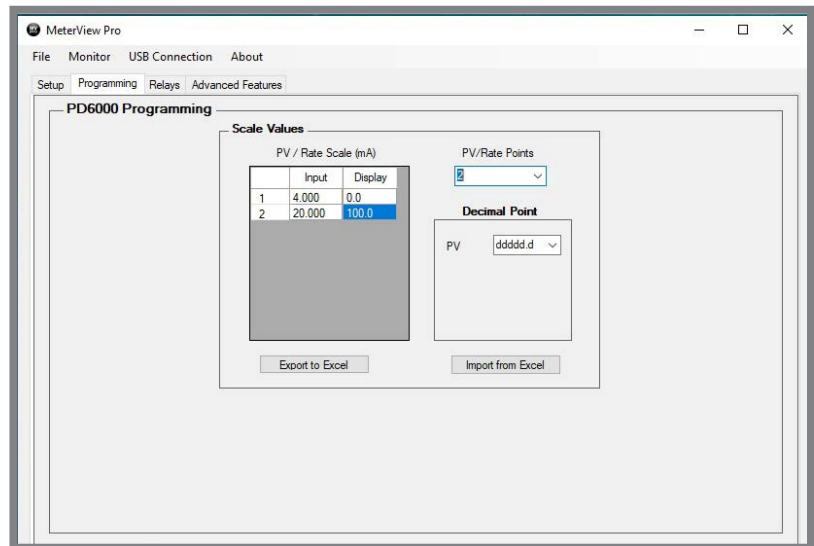 MeterView Pro
File Monitor USB Connection About
Setup Programming Relays Advanced Features
PD6000 Programming
Scale Values
PV / Rate Scale (mA)
Input Display
1 4.000 0.0
2 20.000 100.0
PV/Rate Points
2
Decimal Point
PV ddddd.d
Export to Excel
Import from Excel